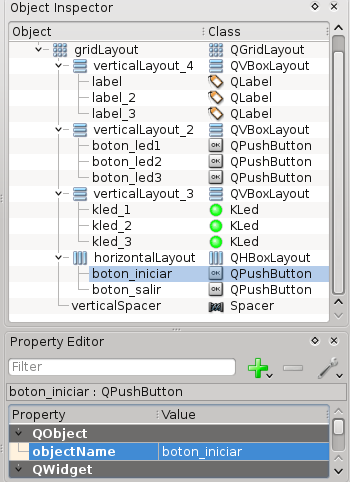 Object Inspector
Object Class
gridLayout QGridLayout
verticalLayout_4 QVBoxLayout
label QLabel
label_2 QLabel
label_3 QLabel
verticalLayout_2 QVBoxLayout
boton_led1 QPushButton
boton_led2 QPushButton
boton_led3 QPushButton
verticalLayout_3 QVBoxLayout
kled_1 KLed
kled_2 KLed
kled_3 KLed
horizontalLayout QHBoxLayout
boton_iniciar QPushButton
boton_salir QPushButton
verticalSpacer Spacer
Property Editor
Filter
boton_iniciar : QPushButton
Property Value
QObject
objectName boton_iniciar
QWidget